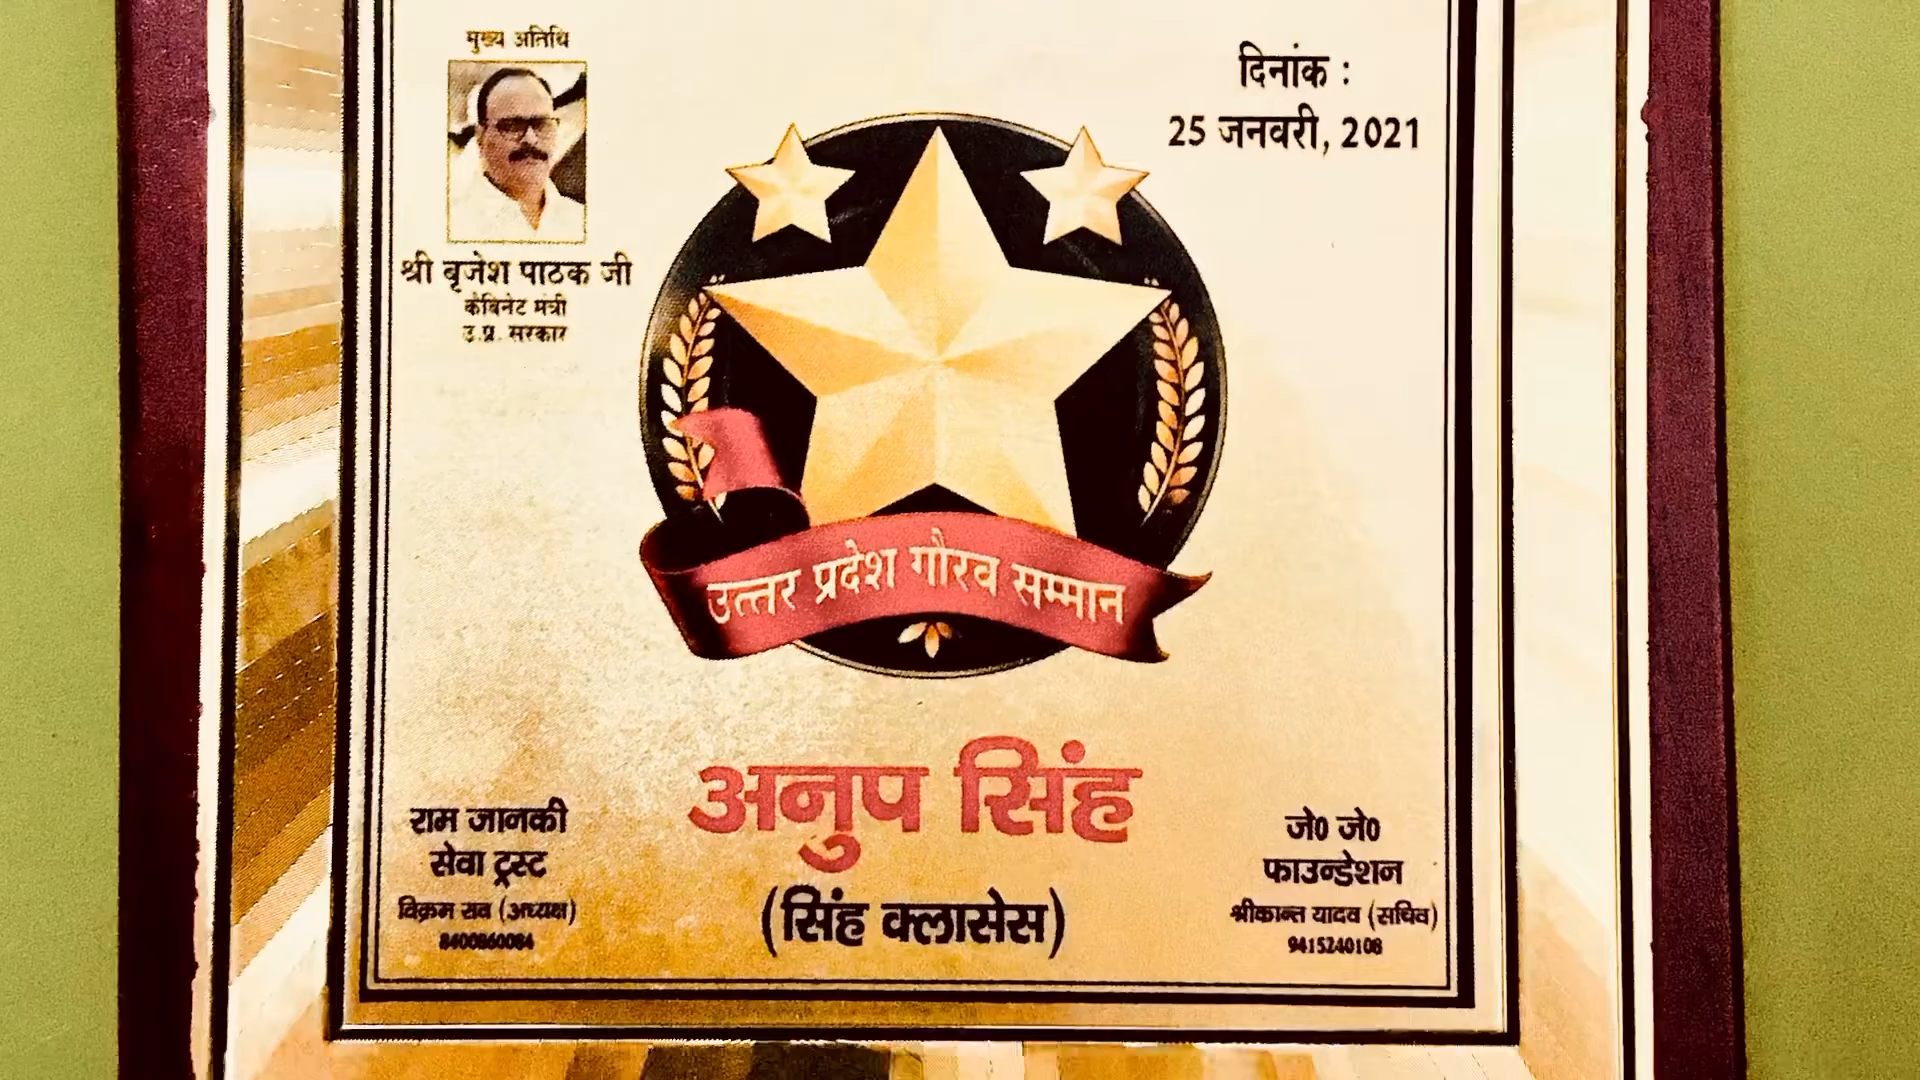 मुख्य अतिथि
श्री बृजेश पाठक जी
केबिनेट मंत्री
उ.प्र. सरकार
दिनांक :
25 जनवरी, 2021
उत्तर प्रदेश गौरव सम्मान
अनुप सिंह
(सिंह क्लासेस)
राम जानकी
सेवा ट्रस्ट
विक्रम राव (अध्यक्ष)
8400860084
जे0 जे0
फाउन्डेशन
श्रीकान्त यादव (सचिव)
9415240108